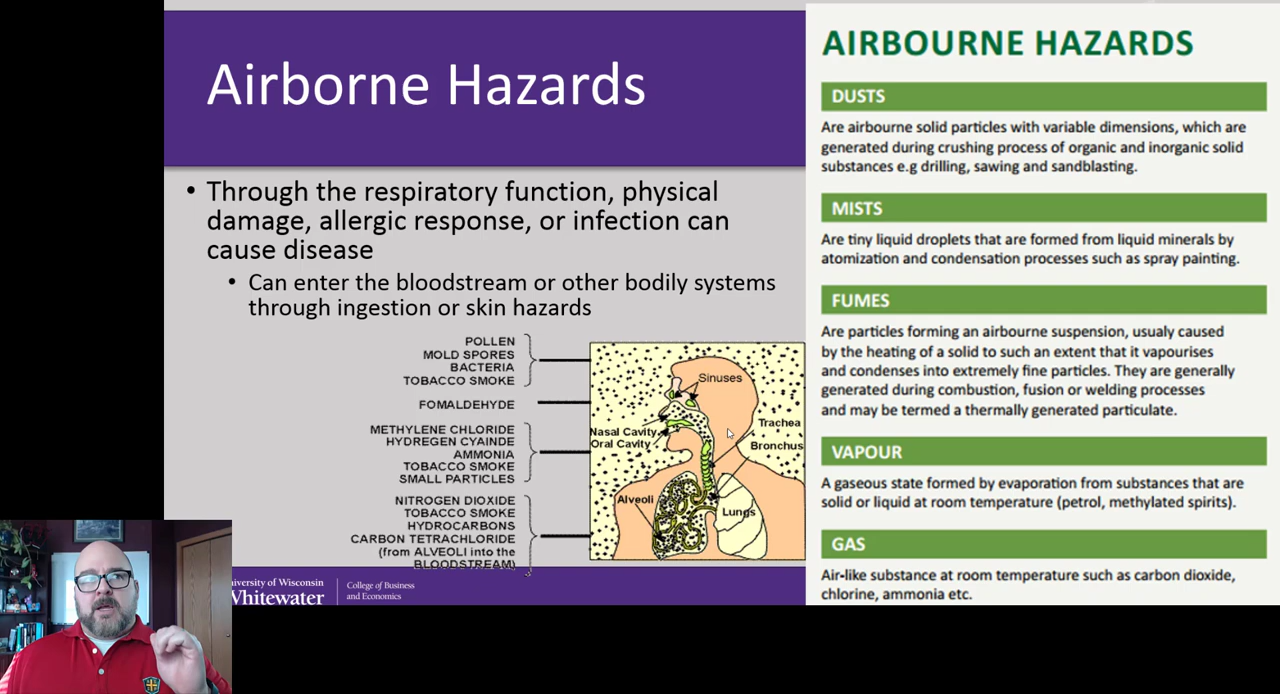 Airborne Hazards
• Through the respiratory function, physical
damage, allergic response, or infection can
cause disease
• Can enter the bloodstream or other bodily systems
through ingestion or skin hazards
POLLEN
MOLD SPORES
BACTERIA
TOBACCO SMOKE
FOMALDEHYDE
METHYLENE CHLORIDE
HYDREGEN CYAINDE
AMMONIA
TOBACCO SMOKE
SMALL PARTICLES
NITROGEN DIOXIDE
TOBACCO SMOKE
HYDROCARBONS
CARBON TETRACHLORIDE
(from ALVEOLI into the
BLOODSTREAM)
Sinuses
Nasal Cavity
Oral Cavity
Trachea
Bronchus
Alveoli
Lungs
niversity of Wisconsin
Whitewater
College of Business
and Economics
AIRBOURNE HAZARDS
DUSTS
Are airbourne solid particles with variable dimensions, which are
generated during crushing process of organic and inorganic solid
substances e.g drilling, sawing and sandblasting.
MISTS
Are tiny liquid droplets that are formed from liquid minerals by
atomization and condensation processes such as spray painting.
FUMES
Are particles forming an airbourne suspension, usualy caused
by the heating of a solid to such an extent that it vapourises
and condenses into extremely fine particles. They are generally
generated during combustion, fusion or welding processes
and may be termed a thermally generated particulate.
VAPOUR
A gaseous state formed by evaporation from substances that are
solid or liquid at room temperature (petrol, methylated spirits).
GAS
Air-like substance at room temperature such as carbon dioxide,
chlorine, ammonia etc.